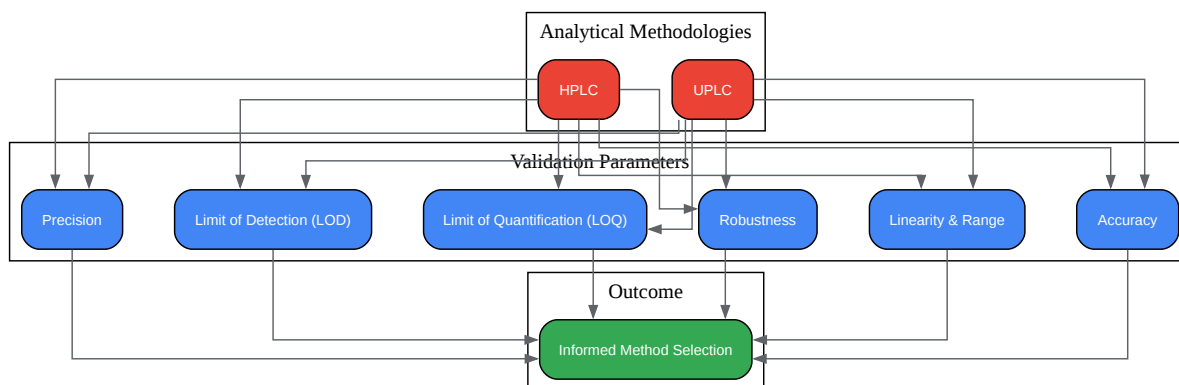 Analytical Methodologies
HPLC
UPLC
Validation Parameters
Precision
Limit of Detection (LOD)
Limit of Quantification (LOQ)
Robustness
Linearity & Range
Accuracy
Outcome
Informed Method Selection